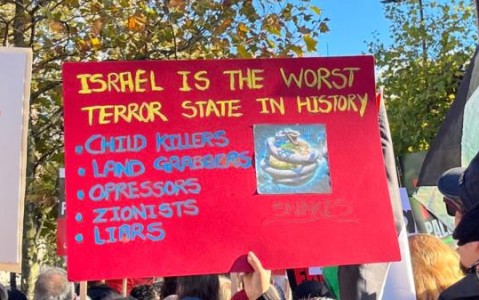 ISRAEL IS THE WORST
TERROR STATE IN HISTORY
• CHILD KILLERS
• LAND GRABBERS
• OPRESSORS
• ZIONISTS
• LIARS
SNAKES